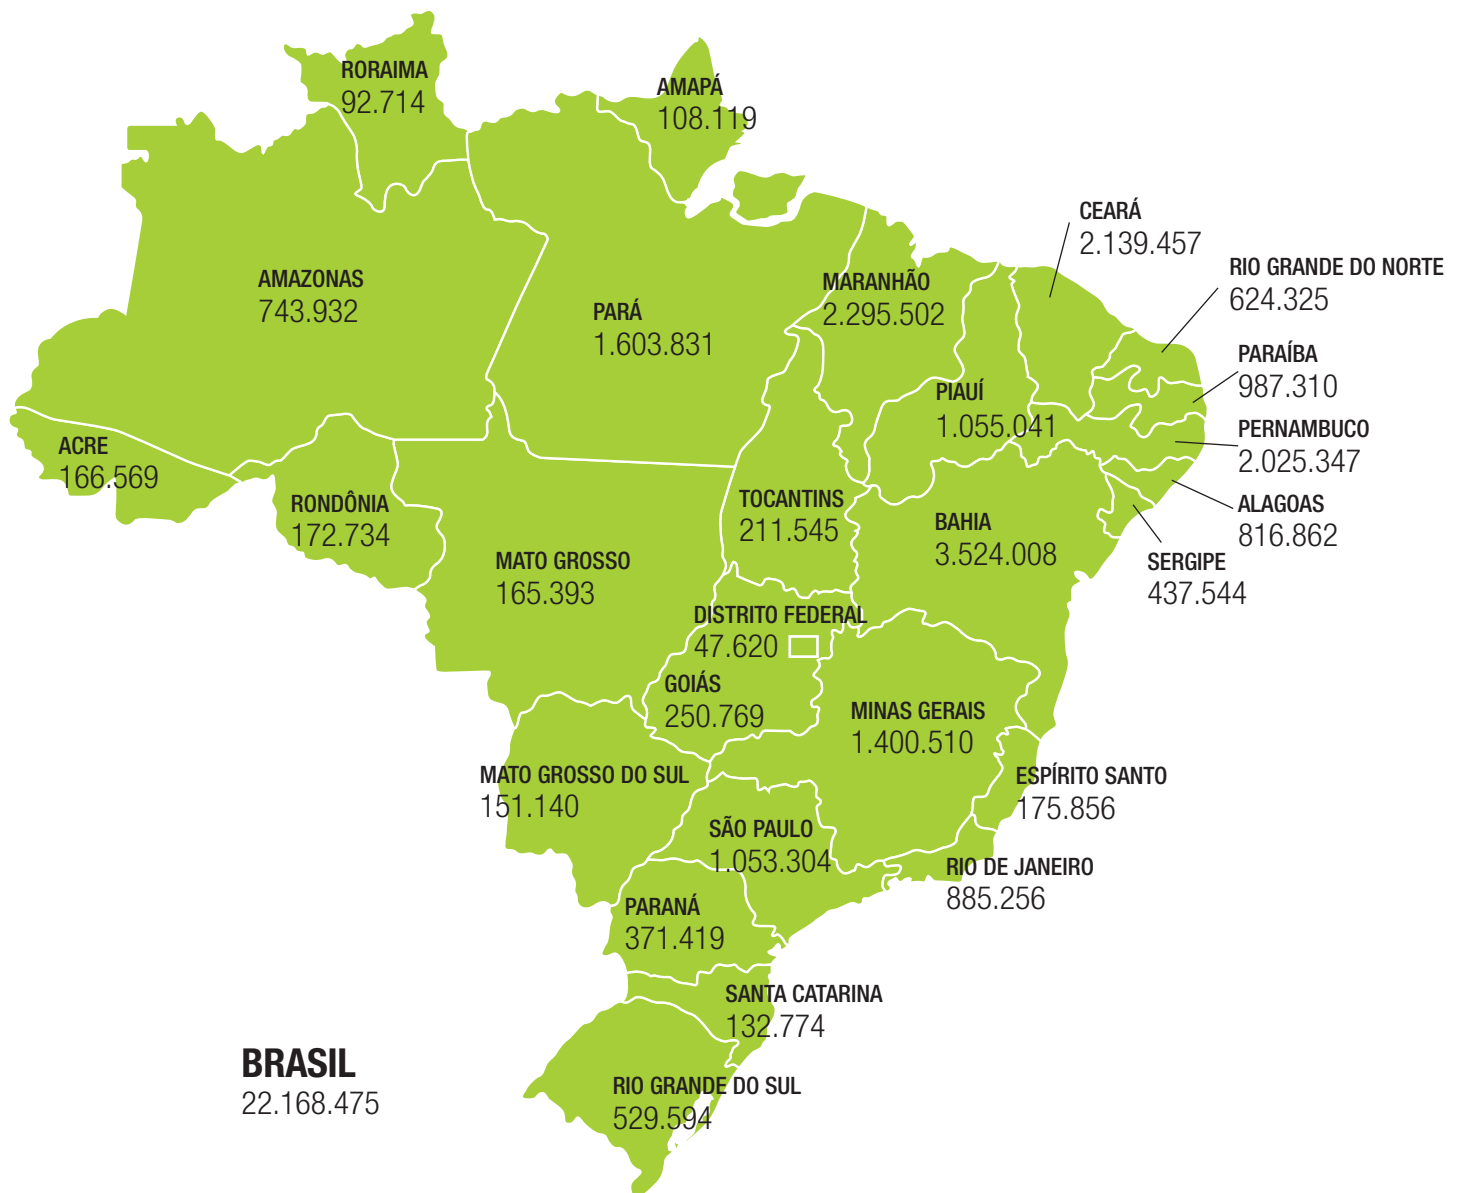 RORAIMA
92.714
AMAPÁ
108.119
CEARÁ
2.139.457
RIO GRANDE DO NORTE
624.325
AMAZONAS
743.932
PARÁ
1.603.831
MARANHÃO
2.295.502
PARAÍBA
987.310
PIAUÍ
1.055.041
PERNAMBUCO
2.025.347
ACRE
166.569
RONDÔNIA
172.734
TOCANTINS
211.545
BAHIA
3.524.008
ALAGOAS
816.862
SERGIPE
437.544
MATO GROSSO
165.393
DISTRITO FEDERAL
47.620
GOIÁS
250.769
MINAS GERAIS
1.400.510
MATO GROSSO DO SUL
151.140
ESPÍRITO SANTO
175.856
SÃO PAULO
1.053.304
RIO DE JANEIRO
885.256
PARANÁ
371.419
SANTA CATARINA
132.774
BRASIL
22.168.475
RIO GRANDE DO SUL
529.594